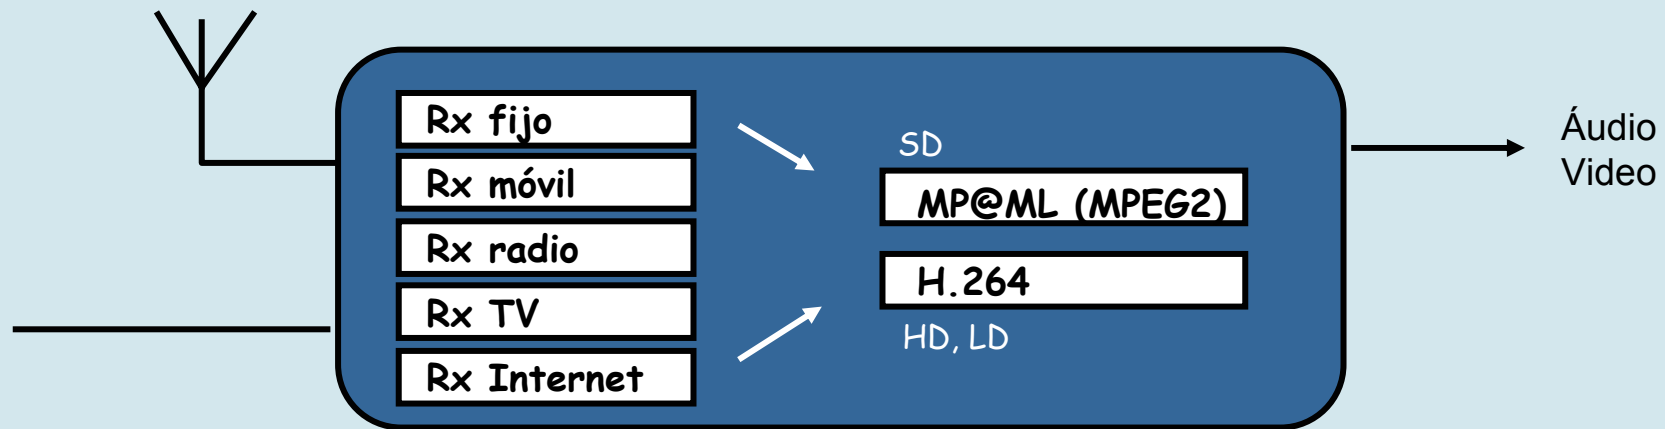 Rx fijo
Rx móvil
Rx radio
Rx TV
Rx Internet
SD
MP@ML (MPEG2)
H.264
HD, LD
Áudio
Video